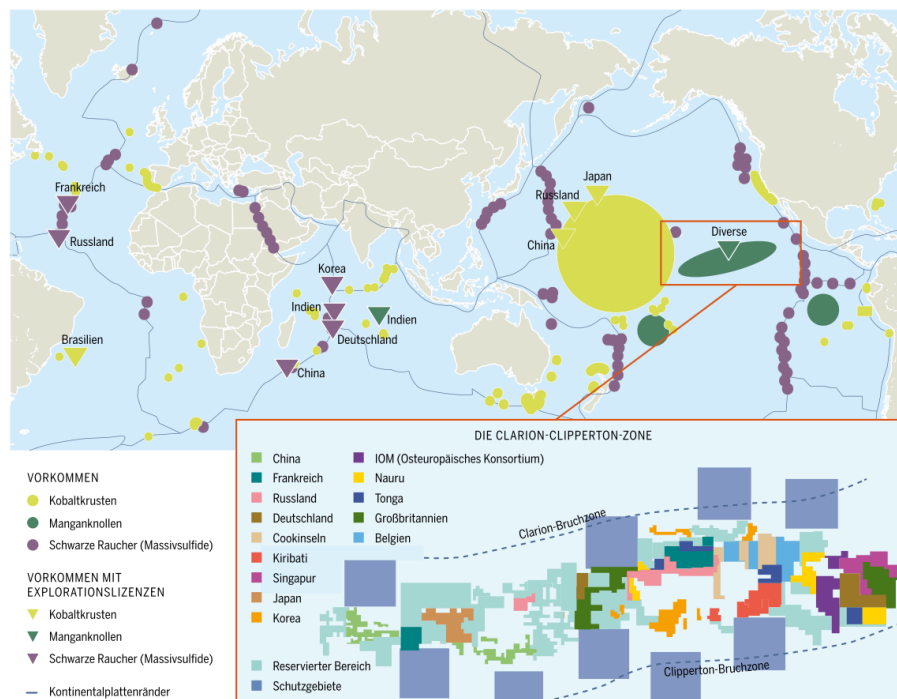 Frankreich
Russland
Brasilien
Korea
Indien
Deutschland
China
Indien
Japan
Russland
China
Diverse
VORKOMMEN
Kobaltkrusten
Manganknollen
Schwarze Raucher (Massivsulfide)
VORKOMMEN MIT
EXPLORATIONSLIZENZEN
Kobaltkrusten
Manganknollen
Schwarze Raucher (Massivsulfide)
Kontinentalplattenränder
DIE CLARION-CLIPPERTON-ZONE
China
Frankreich
Russland
Deutschland
Cookinseln
Kiribati
Singapur
Japan
Korea
IOM (Osteuropäisches Konsortium)
Nauru
Tonga
Großbritannien
Belgien
Reservierter Bereich
Schutzgebiete
Clarion-Bruchzone
Clipperton-Bruchzone